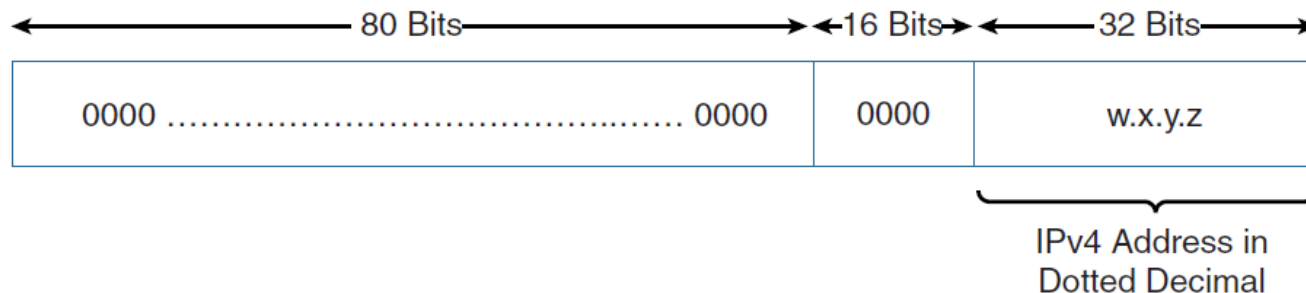 80 Bits 16 Bits 32 Bits
0000 ............................................. 0000 0000 w.x.y.z
IPv4 Address in
Dotted Decimal